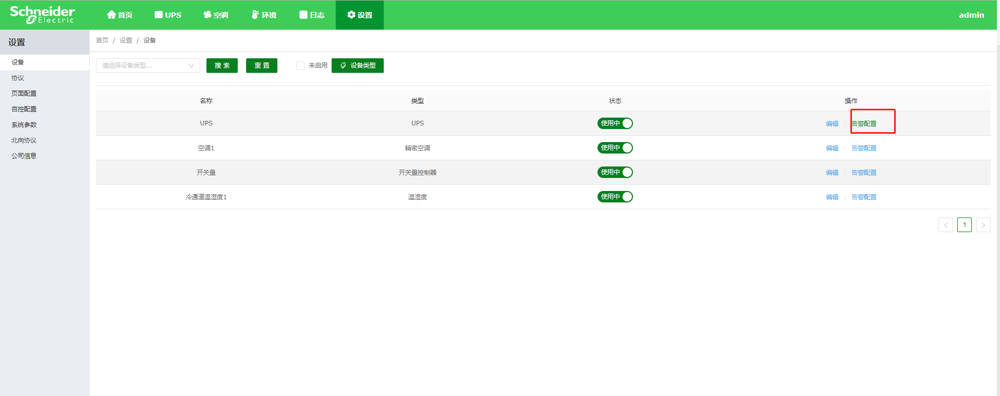 Schneider Electric
首页 UPS 空调 环境 日志 设置 admin
设置
设备
协议
页面配置
自控配置
系统参数
北向协议
公司信息
首页 / 设置 / 设备
请选择设备类型... 搜 索 重 置 未启用 设备类型
名称 类型 状态 操作
UPS UPS 使用中 编辑 告警配置
空调1 精密空调 使用中 编辑 告警配置
开关量 开关量控制器 使用中 编辑 告警配置
冷通道温湿度1 温湿度 使用中 编辑 告警配置
< 1 >